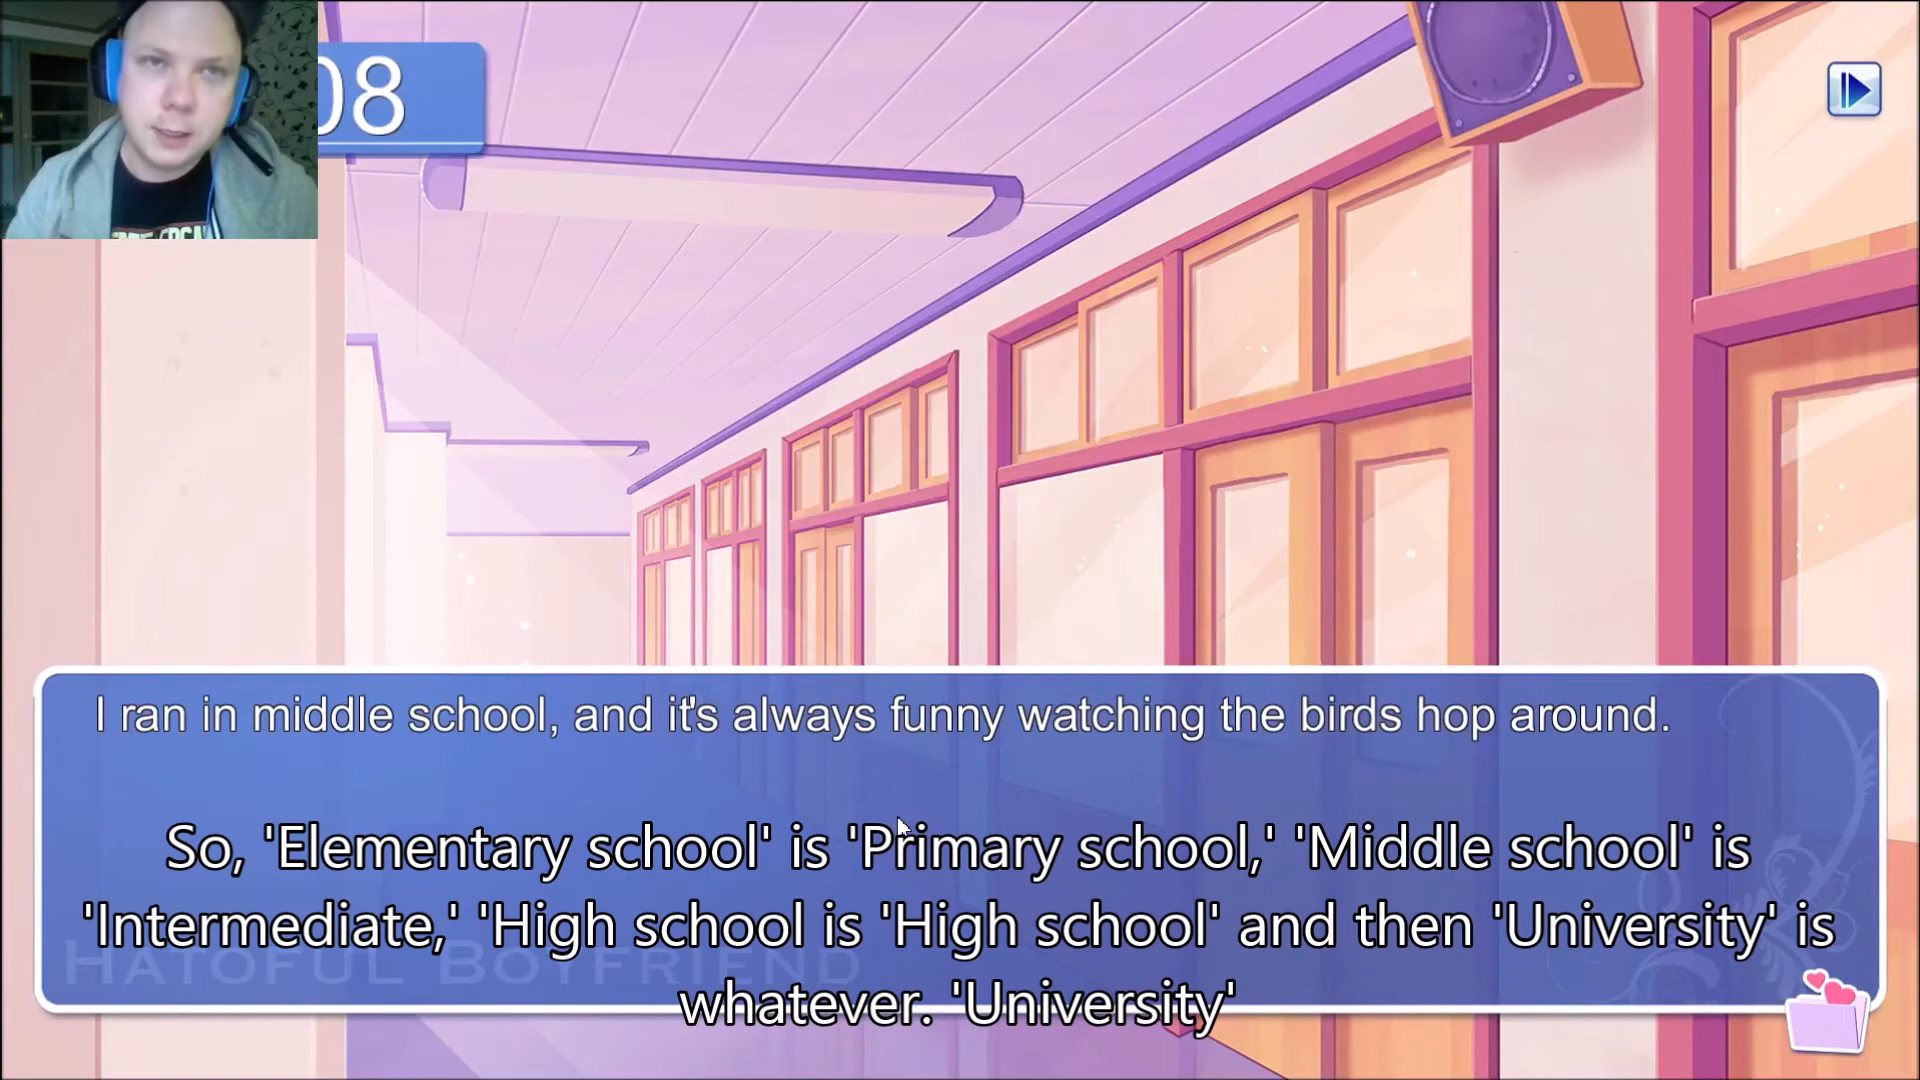 08
I ran in middle school, and it's always funny watching the birds hop around.
So, 'Elementary school' is 'Primary school,' 'Middle school' is
'Intermediate,' 'High school is 'High school' and then 'University' is
HATOFUL BOYFRIEND
whatever. 'University'